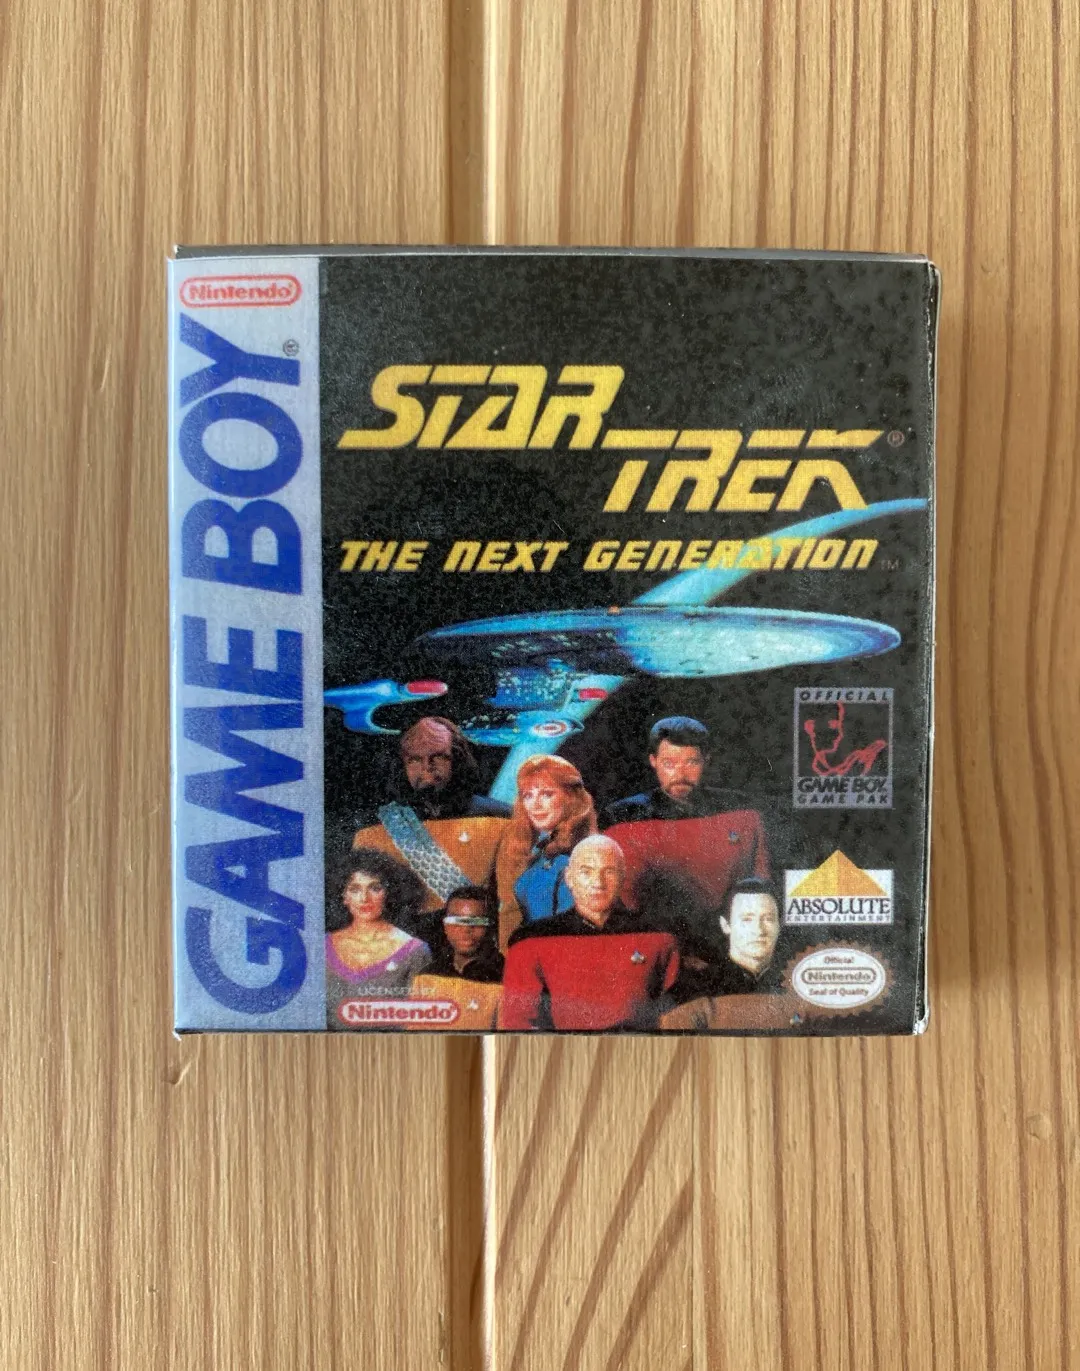 Nintendo®
GAME BOY®
STAR
TREK®
THE NEXT GENERATION™
OFFICIAL
GAME BOY
GAME PAK
ABSOLUTE
ENTERTAINMENT
LICENSED BY
Nintendo®
Official
Nintendo
Seal of Quality